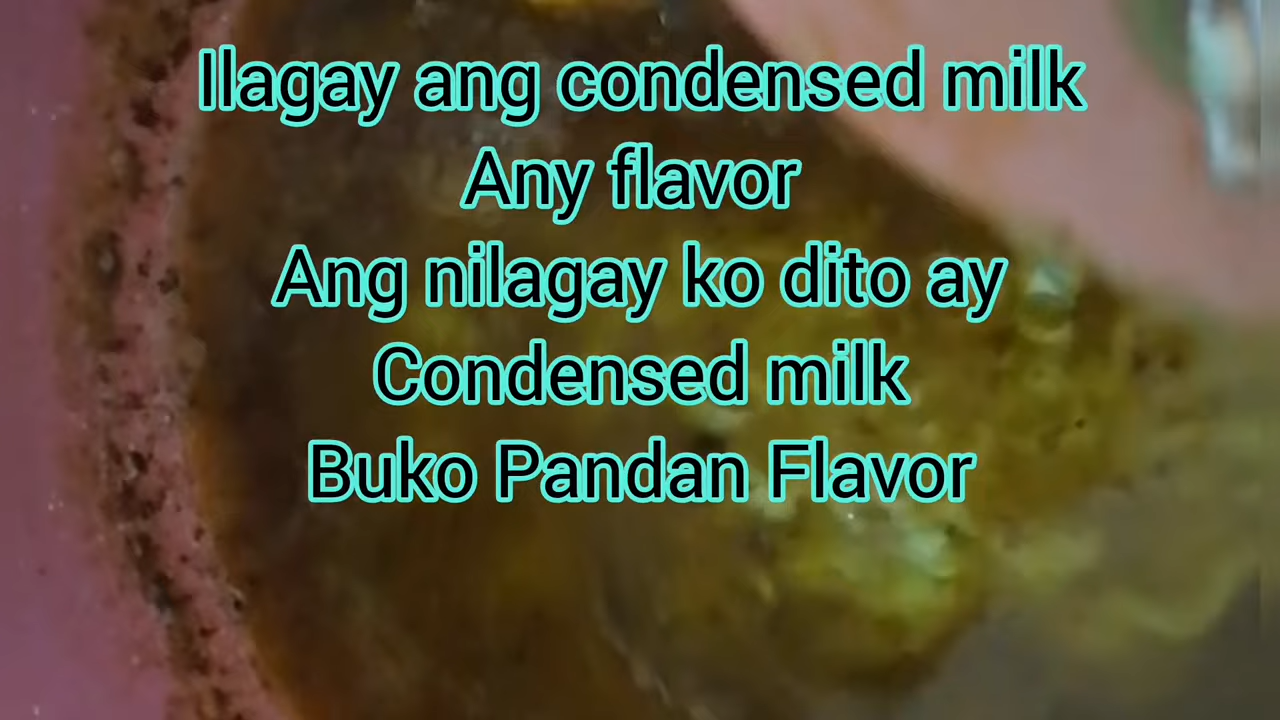 Ilagay ang condensed milk
Any flavor
Ang nilagay ko dito ay
Condensed milk
Buko Pandan Flavor